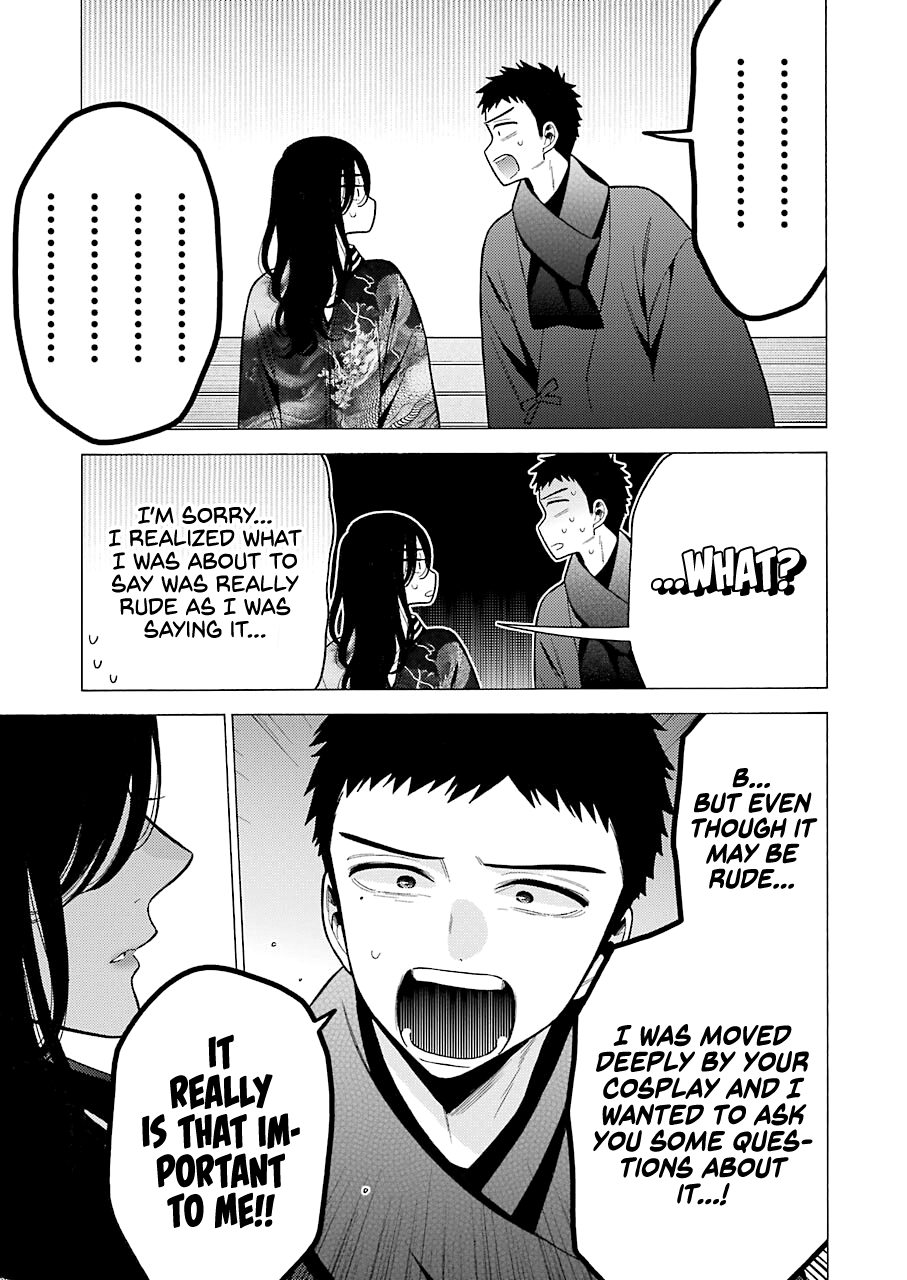 ...WHAT?
I'M SORRY...
I REALIZED WHAT
I WAS ABOUT TO
SAY WAS REALLY
RUDE AS I WAS
SAYING IT...
B...
BUT EVEN
THOUGH IT
MAY BE
RUDE...
I WAS MOVED
DEEPLY BY YOUR
COSPLAY AND I
WANTED TO ASK
YOU SOME QUES-
TIONS ABOUT
IT...!
IT
REALLY
IS THAT IM-
PORTANT
TO ME!!